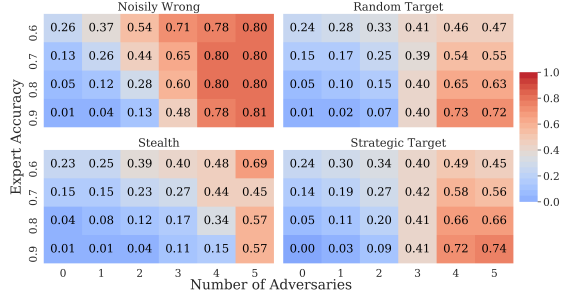 Noisily Wrong
Random Target
0.6 0.26 0.37 0.54 0.71 0.78 0.80
0.24 0.28 0.33 0.41 0.46 0.47
0.7 0.13 0.26 0.44 0.65 0.80 0.80
0.15 0.17 0.25 0.39 0.54 0.55
0.8 0.05 0.12 0.28 0.60 0.80 0.80
0.05 0.10 0.15 0.40 0.65 0.63
0.9 0.01 0.04 0.13 0.48 0.78 0.81
0.01 0.02 0.07 0.40 0.73 0.72
Expert Accuracy
Stealth
Strategic Target
0.6 0.23 0.25 0.39 0.40 0.48 0.69
0.24 0.30 0.34 0.40 0.49 0.45
0.7 0.15 0.15 0.23 0.27 0.44 0.45
0.14 0.19 0.27 0.42 0.58 0.56
0.8 0.04 0.08 0.12 0.17 0.34 0.57
0.05 0.11 0.20 0.41 0.66 0.66
0.9 0.01 0.01 0.04 0.11 0.15 0.57
0.00 0.03 0.09 0.41 0.72 0.74
0 1 2 3 4 5
0 1 2 3 4 5
Number of Adversaries
1.0
0.8
0.6
0.4
0.2
0.0